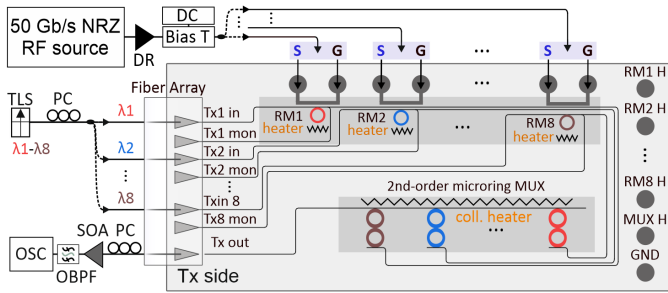 50 Gb/s NRZ
RF source
DR
DC
Bias T
S G S G ... S G
Fiber Array
TLS PC
λ1-λ8
λ1
λ2
λ8
Tx1 in
Tx1 mon
Tx2 in
Tx2 mon
Txin 8
Tx8 mon
Tx out
RM1
heater
RM2
heater
...
RM8
heater
2nd-order microring MUX
coll. heater
...
SOA PC
OSC
OBPF
Tx side
RM1 H
RM2 H
RM8 H
MUX H
GND